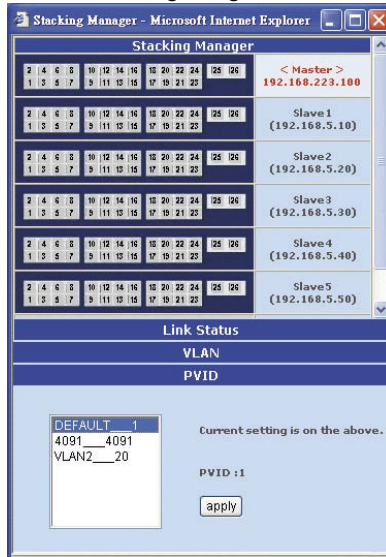 Stacking Manager - Microsoft Internet Explorer
Stacking Manager
2 4 6 8 10 12 14 16 18 20 22 24 25 26
1 3 5 7 9 11 13 15 17 19 21 23
< Master >
192.168.223.100
2 4 6 8 10 12 14 16 18 20 22 24 25 26
1 3 5 7 9 11 13 15 17 19 21 23
Slave1
(192.168.5.10)
2 4 6 8 10 12 14 16 18 20 22 24 25 26
1 3 5 7 9 11 13 15 17 19 21 23
Slave2
(192.168.5.20)
2 4 6 8 10 12 14 16 18 20 22 24 25 26
1 3 5 7 9 11 13 15 17 19 21 23
Slave3
(192.168.5.30)
2 4 6 8 10 12 14 16 18 20 22 24 25 26
1 3 5 7 9 11 13 15 17 19 21 23
Slave4
(192.168.5.40)
2 4 6 8 10 12 14 16 18 20 22 24 25 26
1 3 5 7 9 11 13 15 17 19 21 23
Slave5
(192.168.5.50)
Link Status
VLAN
PVID
DEFAULT___1
4091___4091
VLAN2___20
Current setting is on the above.
PVID :1
apply